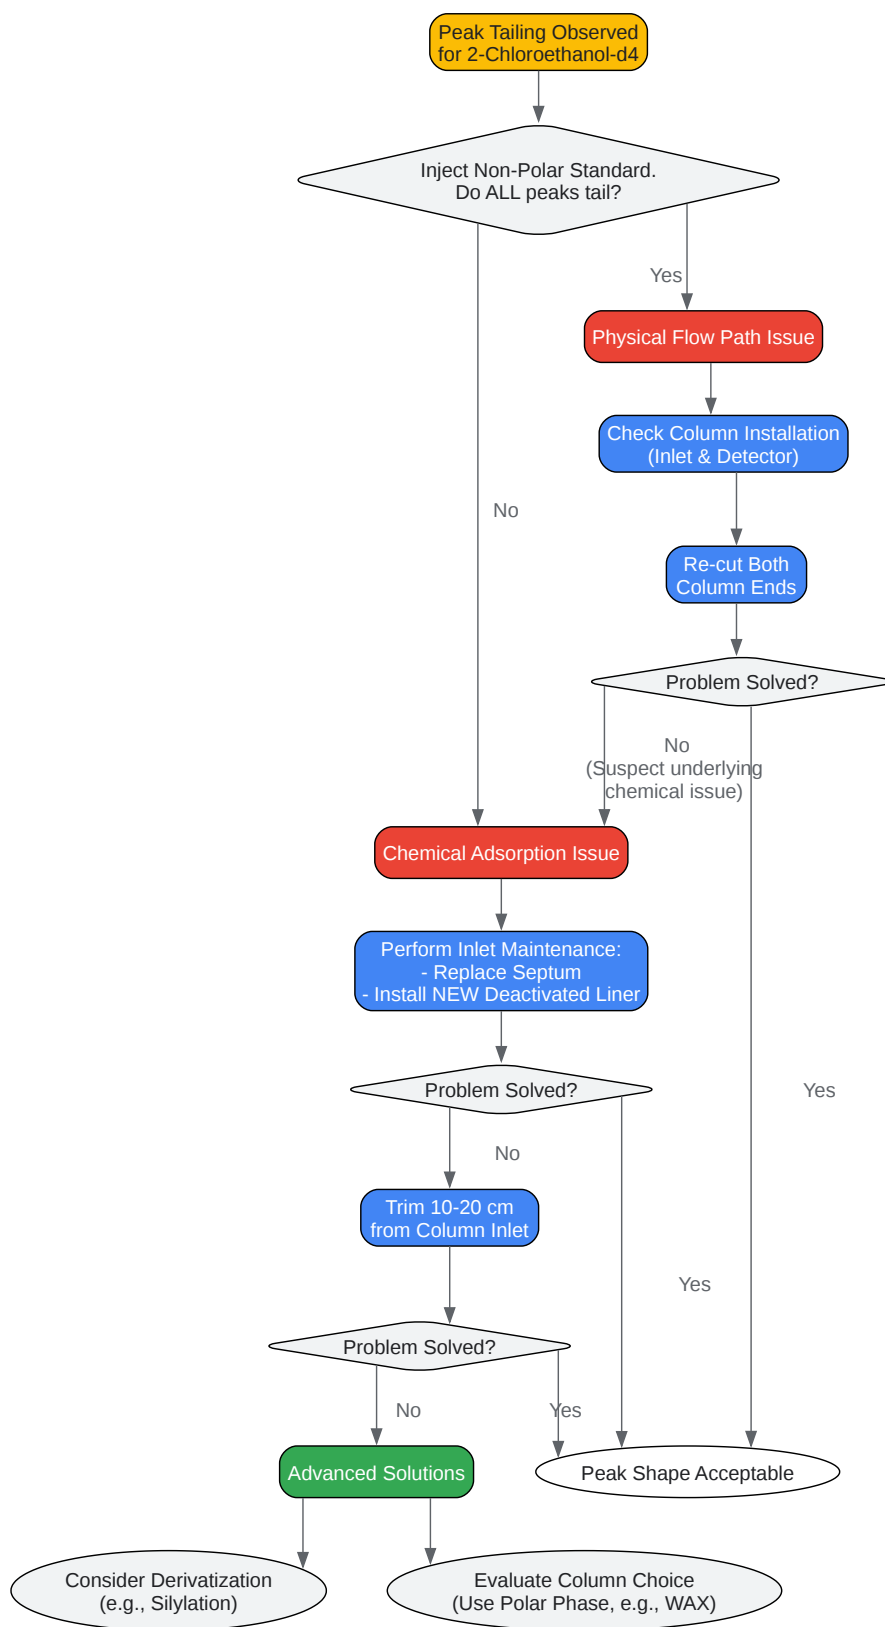 Peak Tailing Observed
for 2-Chloroethanol-d4
Inject Non-Polar Standard.
Do ALL peaks tail?
Yes
Physical Flow Path Issue
Check Column Installation
(Inlet & Detector)
No
Re-cut Both
Column Ends
Problem Solved?
No
(Suspect underlying
chemical issue)
Chemical Adsorption Issue
Perform Inlet Maintenance:
- Replace Septum
- Install NEW Deactivated Liner
Problem Solved?
Yes
No
Trim 10-20 cm
from Column Inlet
Yes
Problem Solved?
No
Yes
Advanced Solutions
Peak Shape Acceptable
Consider Derivatization
(e.g., Silylation)
Evaluate Column Choice
(Use Polar Phase, e.g., WAX)